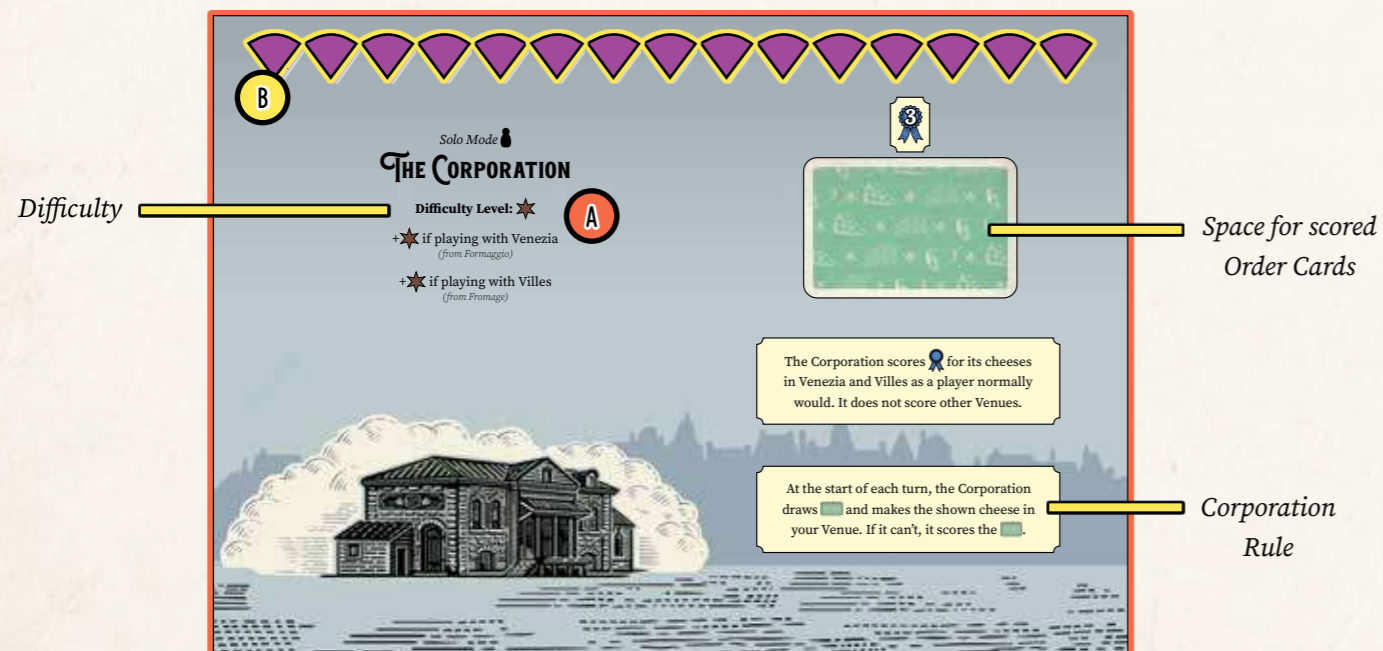 B
3
Solo Mode
The Corporation
Difficulty Level:
A
Difficulty
+ if playing with Venezia
(from Formaggio)
+ if playing with Villes
(from Fromage)
Space for scored
Order Cards
The Corporation scores for its cheeses
in Venezia and Villes as a player normally
would. It does not score other Venues.
At the start of each turn, the Corporation
draws and makes the shown cheese in
your Venue. If it can't, it scores the .
Corporation
Rule